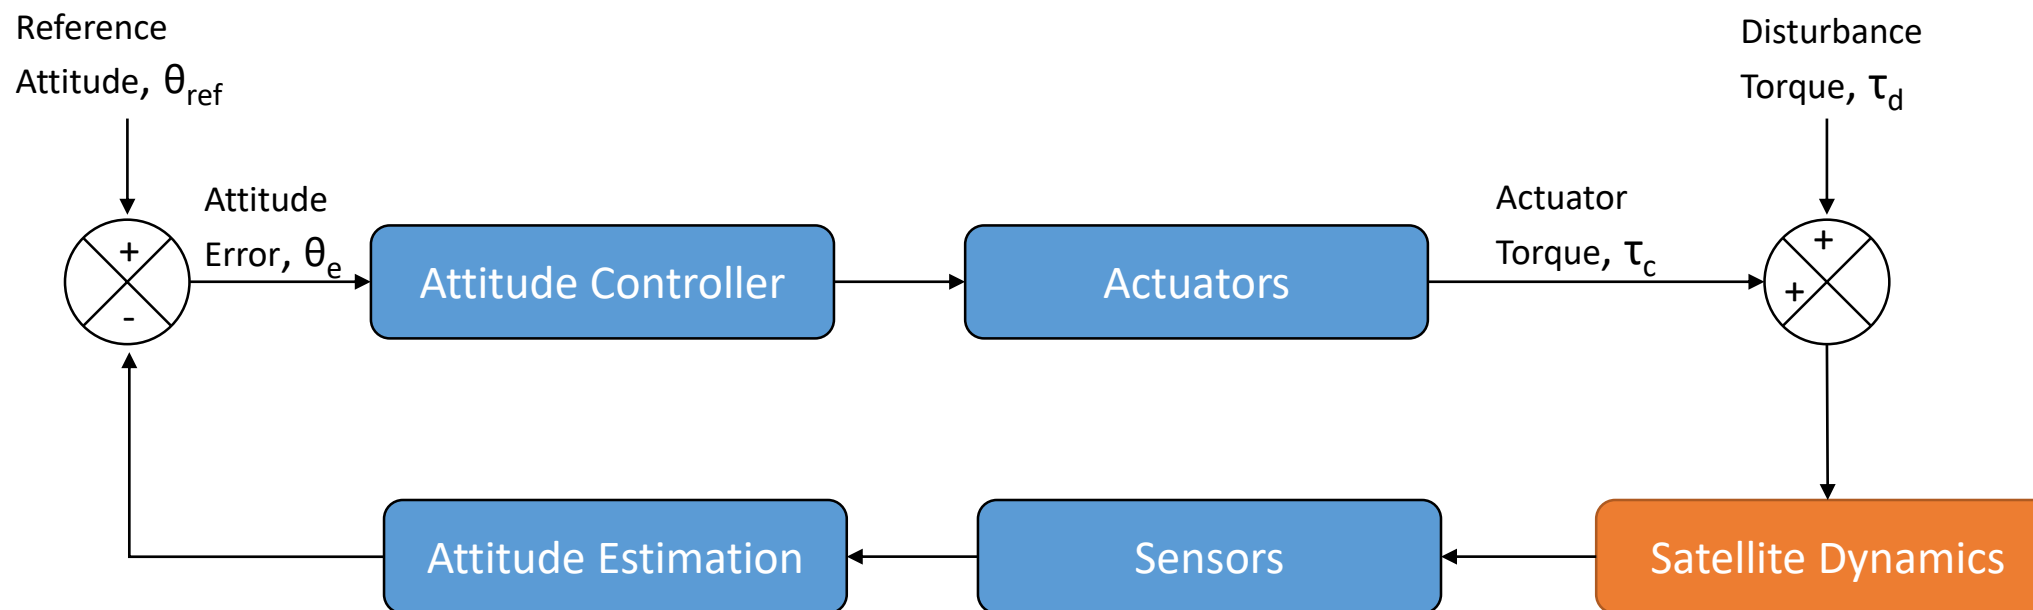 Reference
Attitude, θref
Disturbance
Torque, τd
Attitude
Error, θe
Actuator
Torque, τc
+
-
Attitude Controller
Actuators
+
+
Attitude Estimation
Sensors
Satellite Dynamics